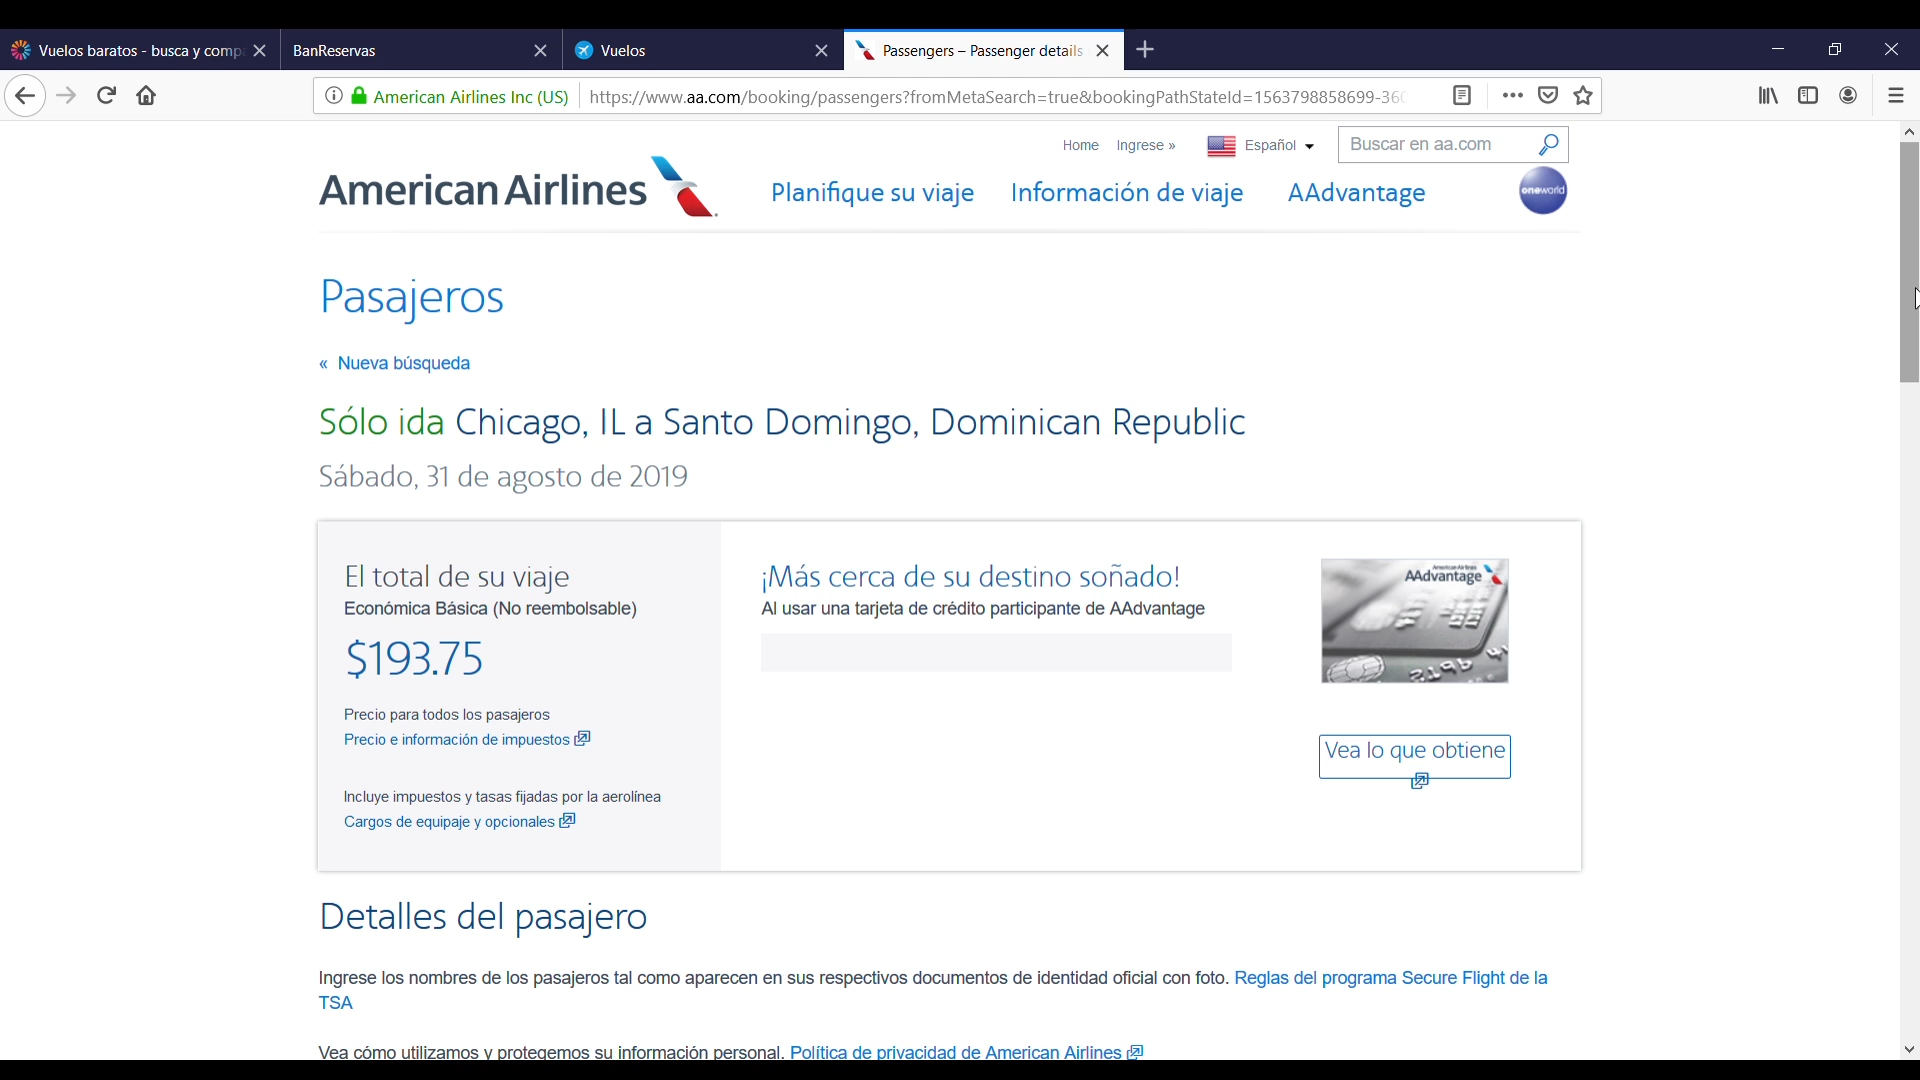 Vuelos baratos - busca y comp
BanReservas
Vuelos
Passengers – Passenger details
American Airlines Inc (US)
https://www.aa.com/booking/passengers?fromMetaSearch=true&bookingPathStateId=1563798858699-36
Home Ingrese » Español Buscar en aa.com
American Airlines Planifique su viaje Información de viaje AAdvantage oneworld
Pasajeros
« Nueva búsqueda
Sólo ida Chicago, IL a Santo Domingo, Dominican Republic
Sábado, 31 de agosto de 2019
El total de su viaje
Económica Básica (No reembolsable)
$193.75
Precio para todos los pasajeros
Precio e información de impuestos
Incluye impuestos y tasas fijadas por la aerolínea
Cargos de equipaje y opcionales
¡Más cerca de su destino soñado!
Al usar una tarjeta de crédito participante de AAdvantage
American Airlines
AAdvantage
Vea lo que obtiene
Detalles del pasajero
Ingrese los nombres de los pasajeros tal como aparecen en sus respectivos documentos de identidad oficial con foto. Reglas del programa Secure Flight de la
TSA
Vea cómo utilizamos y protegemos su información personal. Política de privacidad de American Airlines